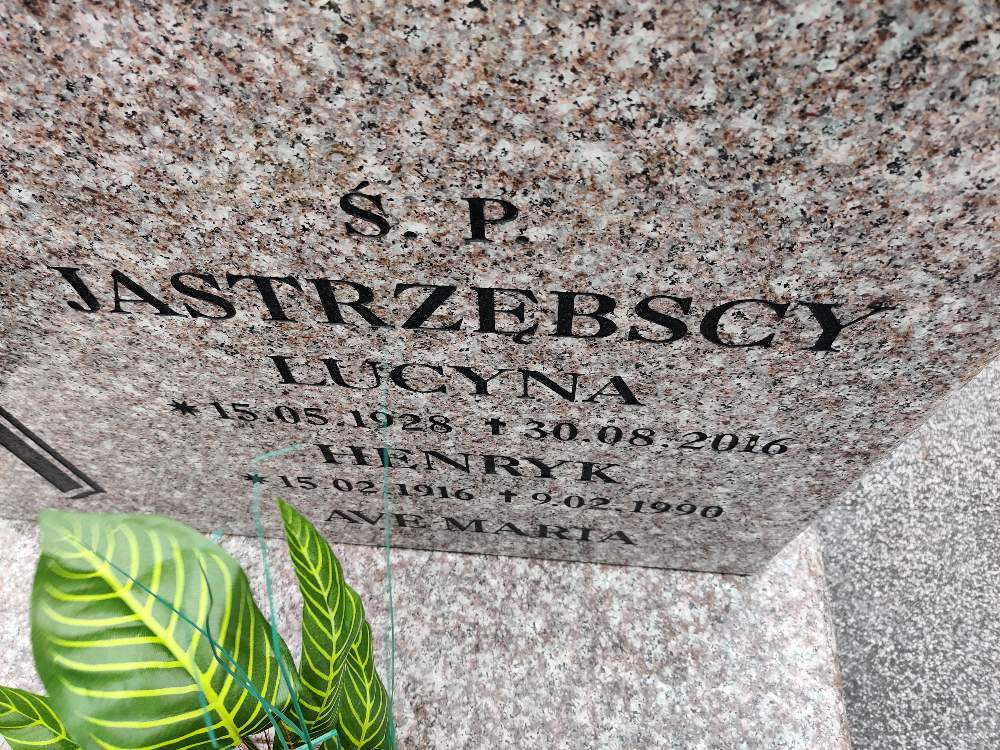 Ś. P.
JASTRZĘBSCY
LUCYNA
* 15.05.1928 † 30.08.2016
HENRYK
* 15 02 1916 † 9.02.1990
AVE MARIA